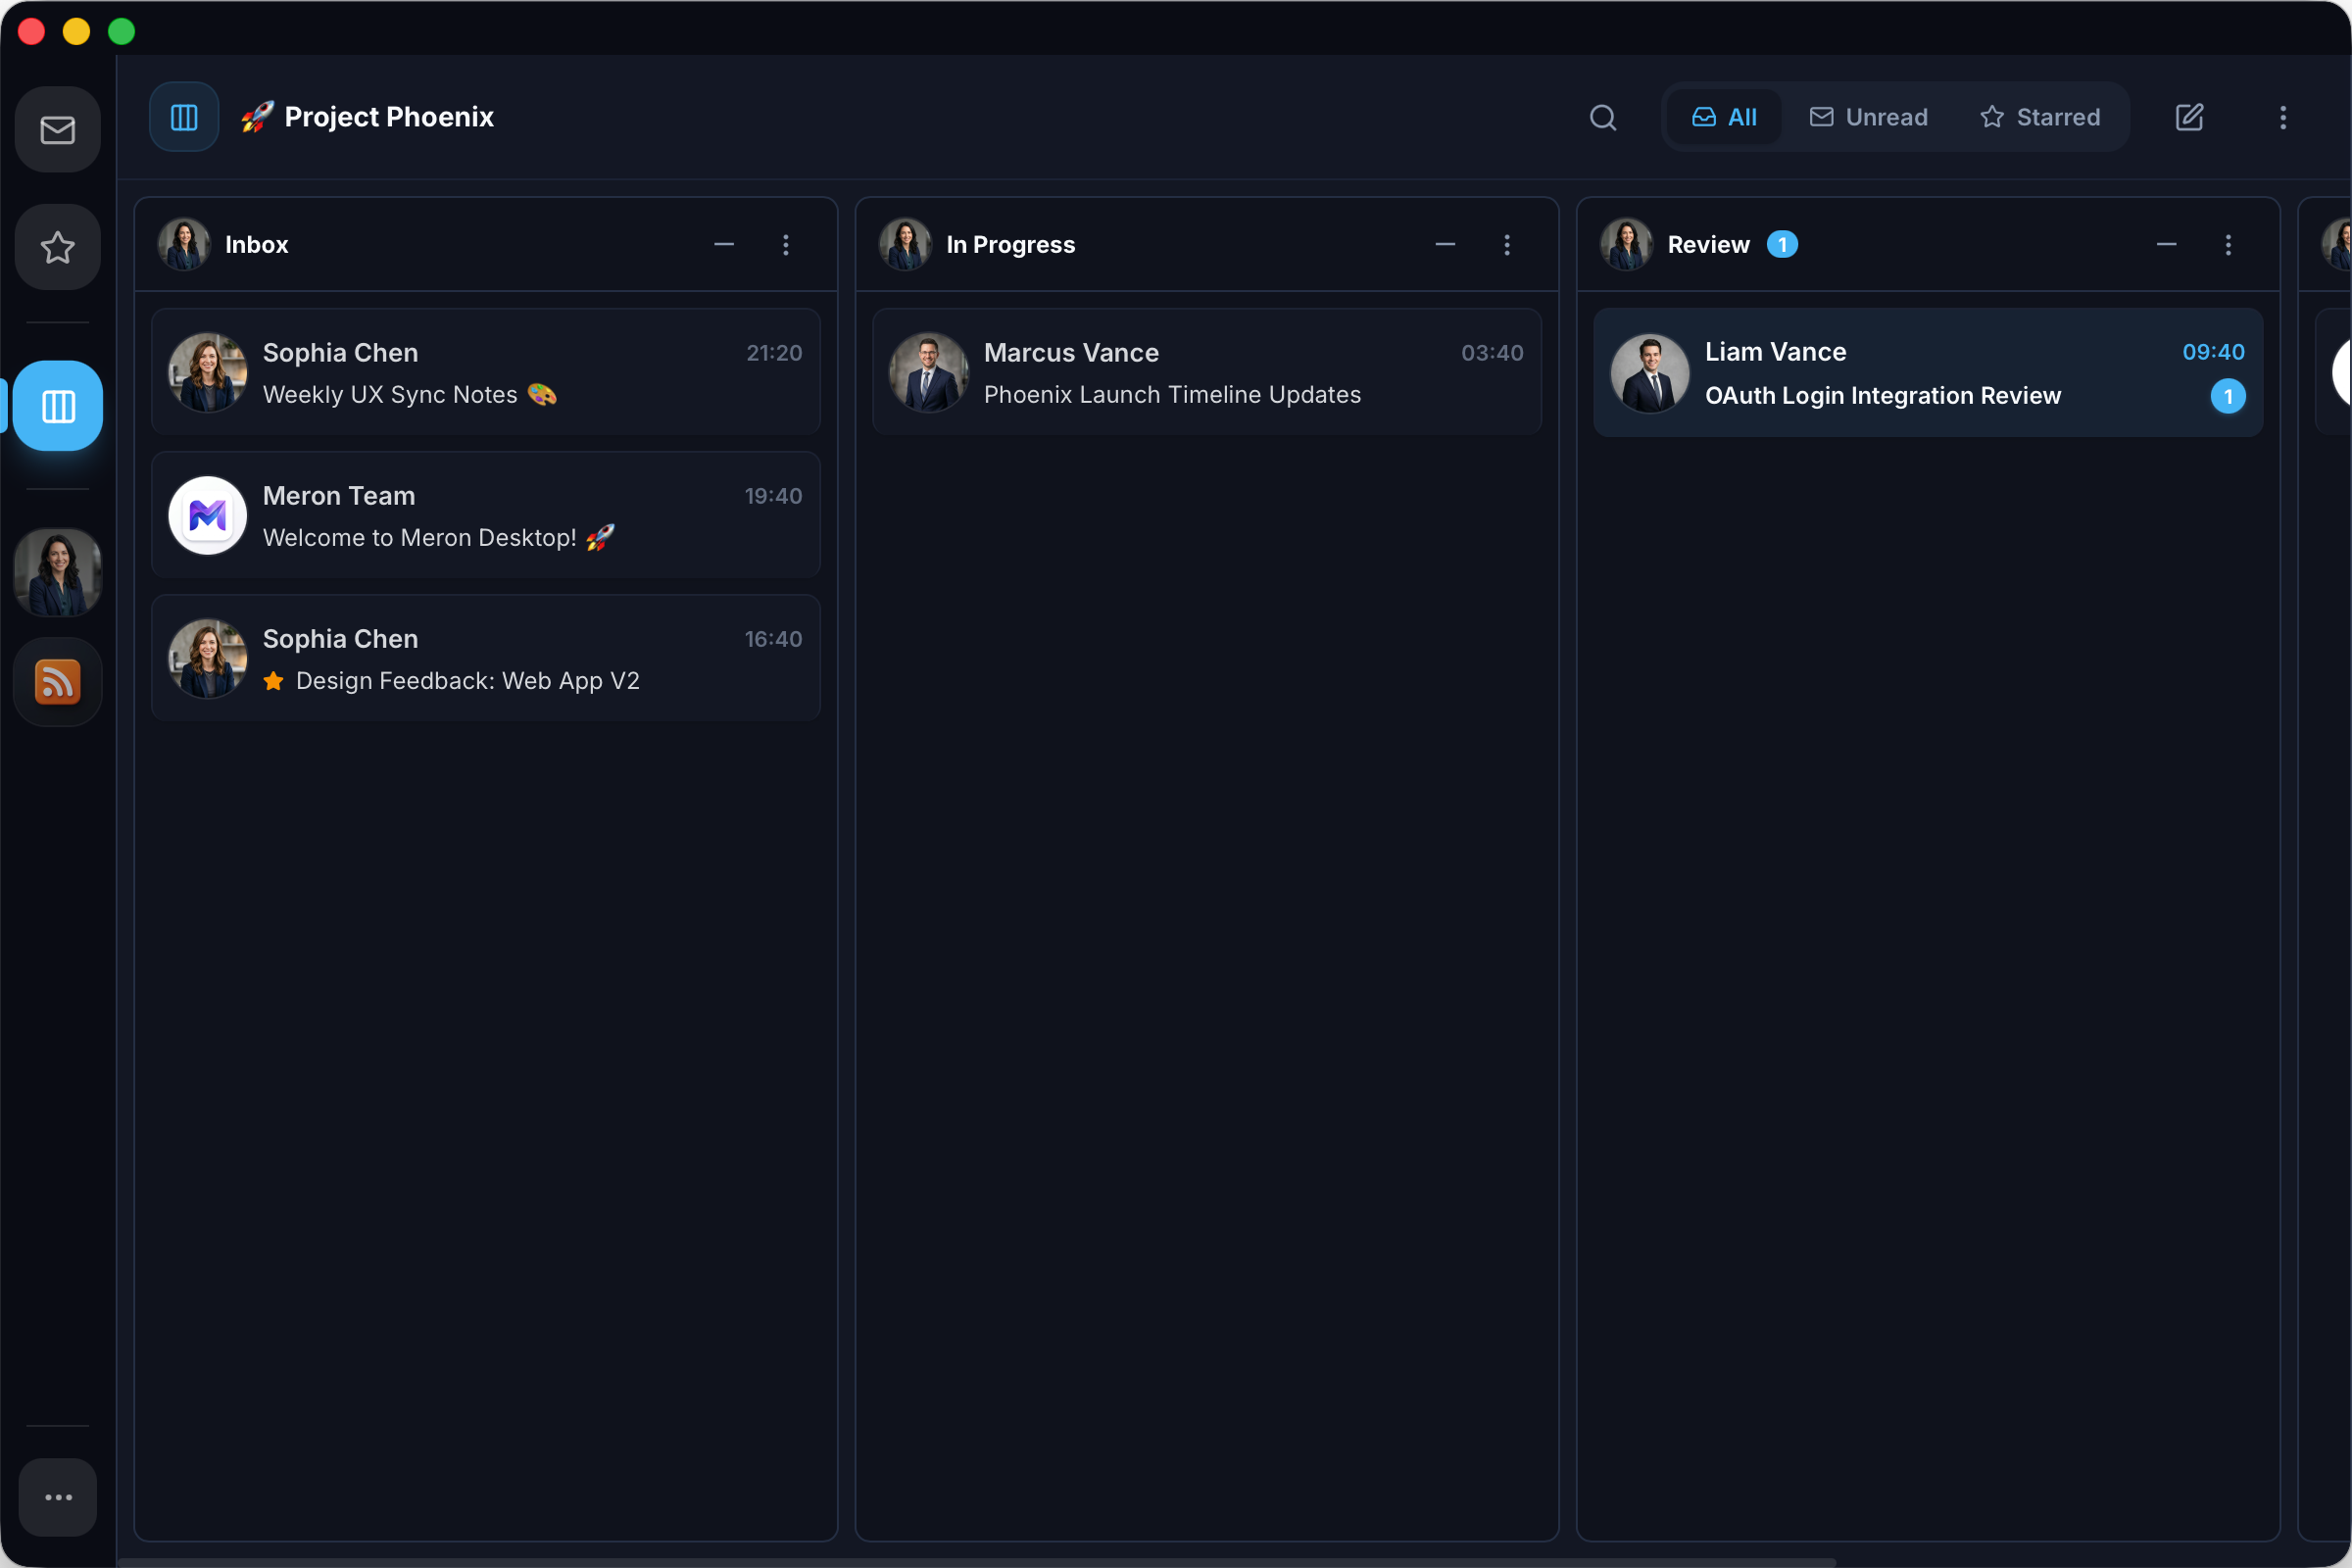 🚀 Project Phoenix
All
Unread
Starred
Inbox
Sophia Chen 21:20
Weekly UX Sync Notes 🎨
Meron Team 19:40
Welcome to Meron Desktop! 🚀
Sophia Chen 16:40
Design Feedback: Web App V2
In Progress
Marcus Vance 03:40
Phoenix Launch Timeline Updates
Review 1
Liam Vance 09:40
OAuth Login Integration Review 1